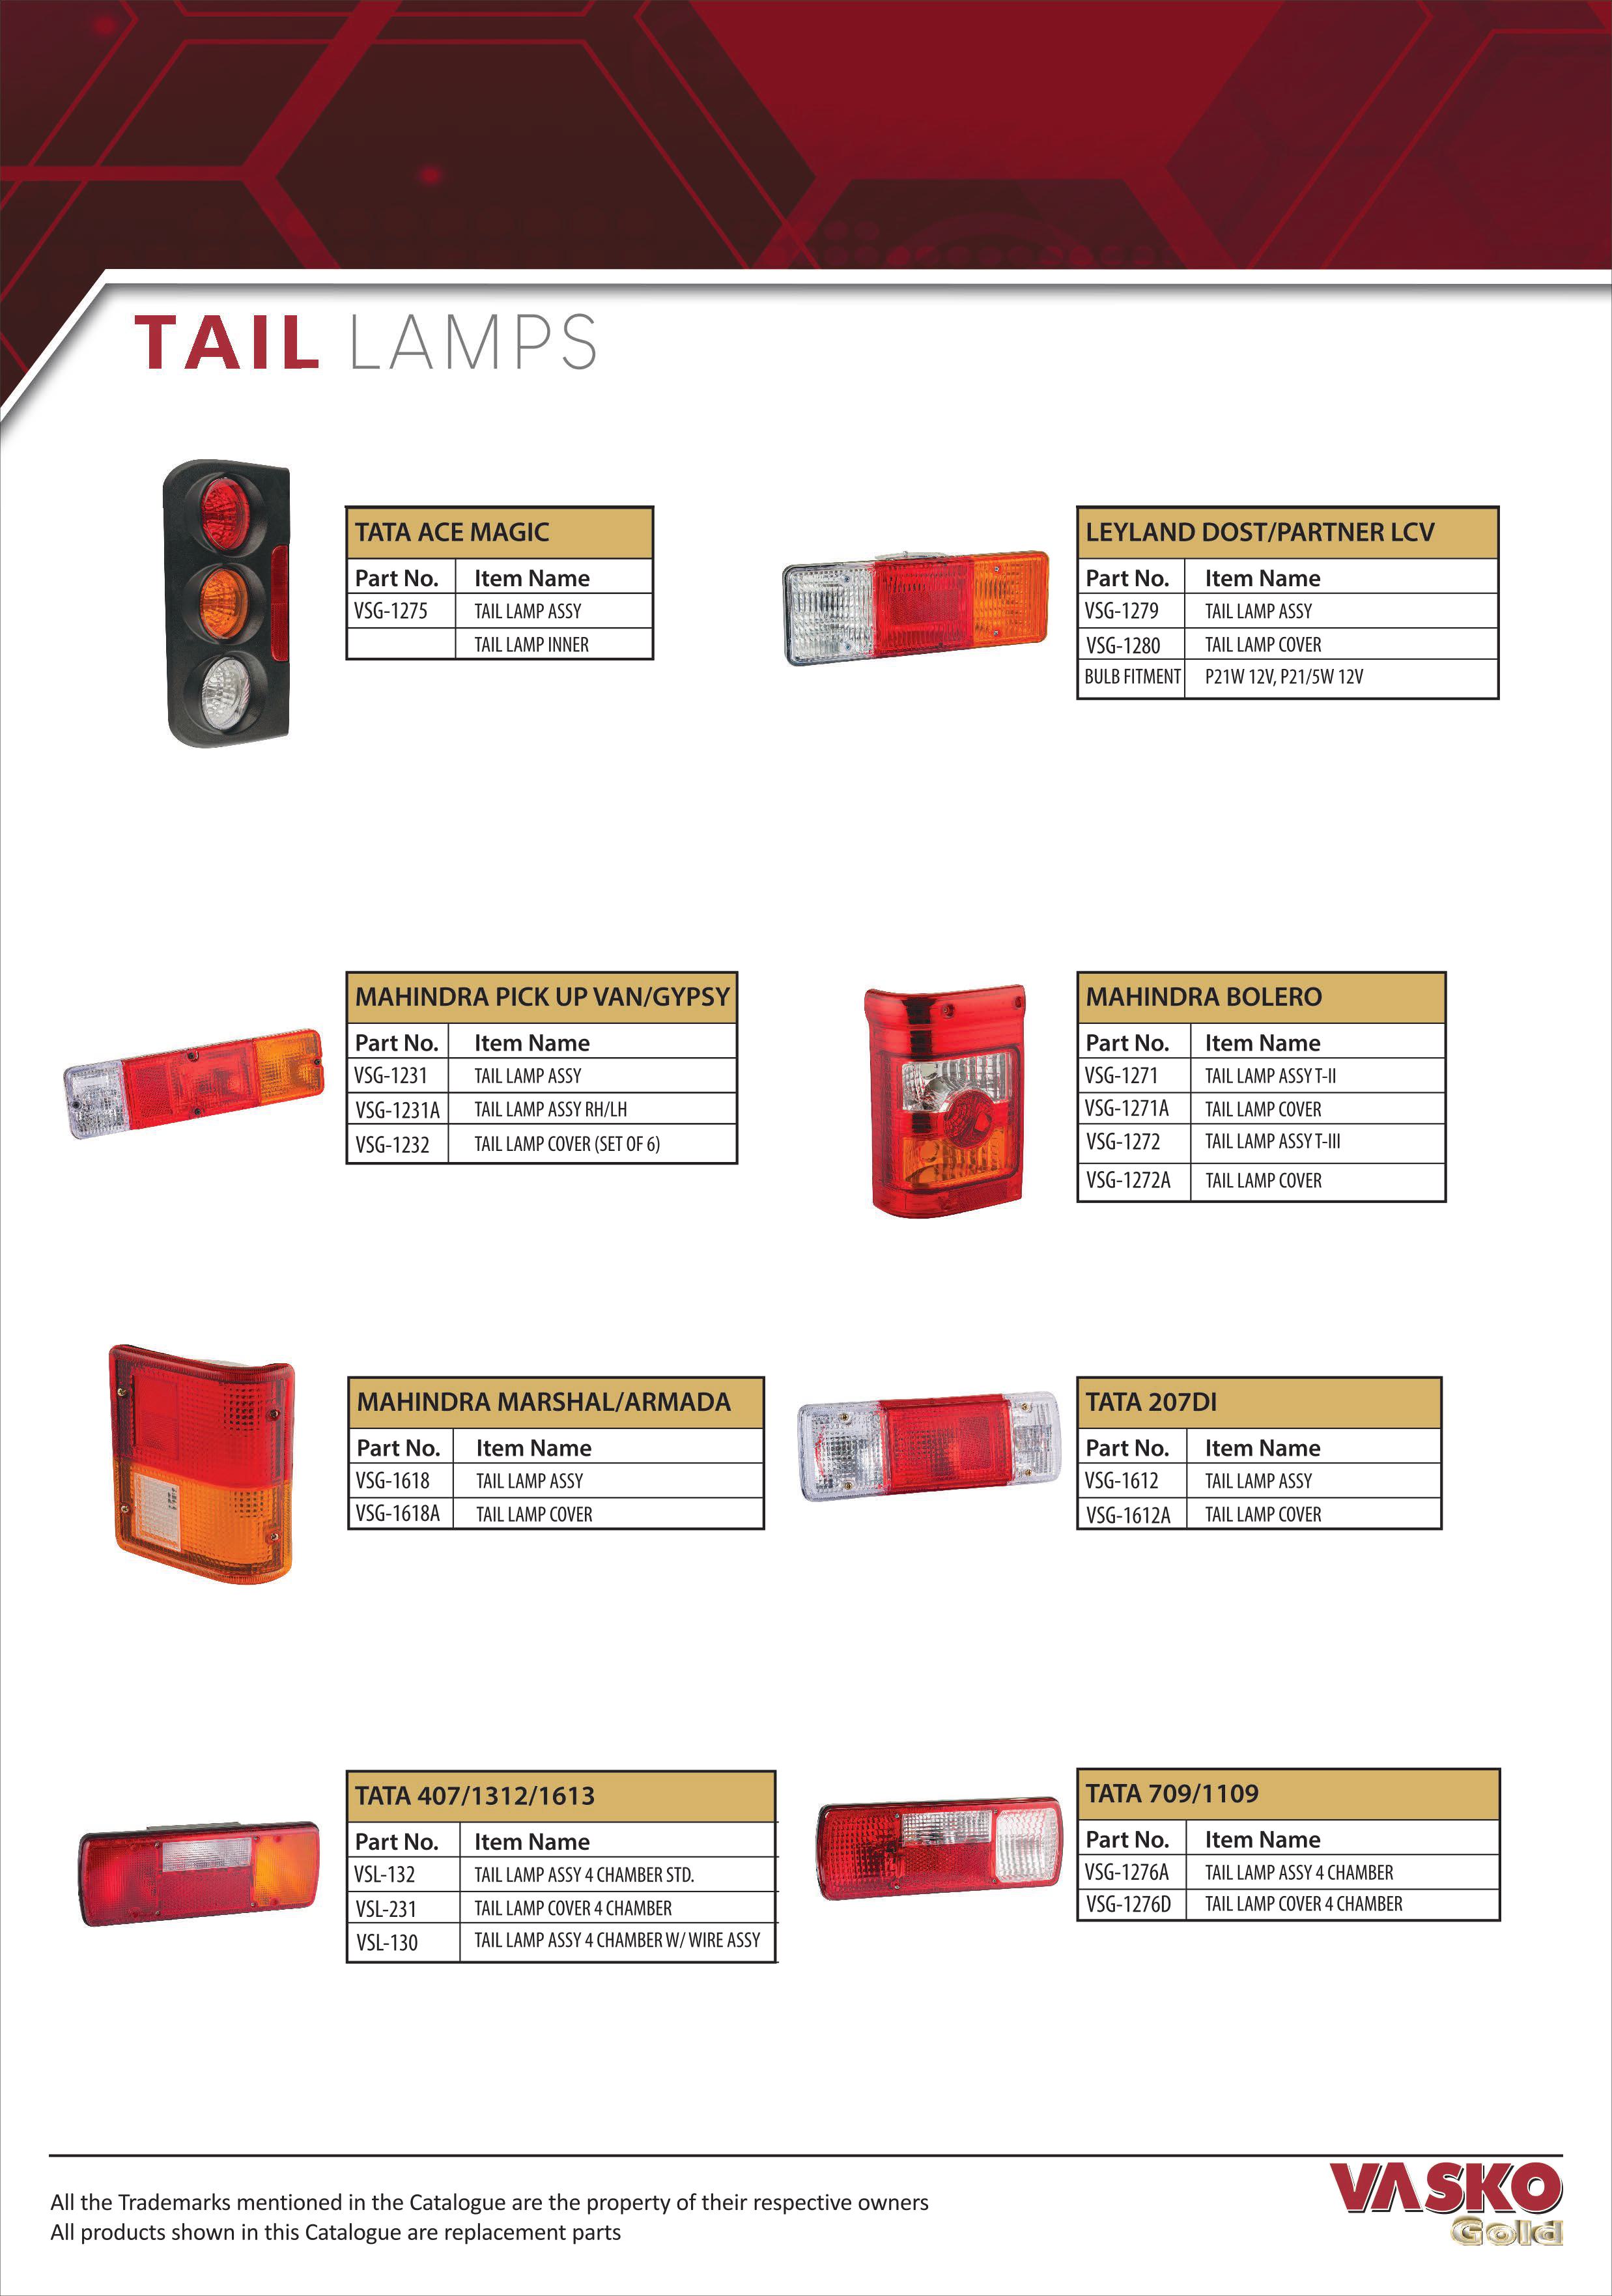 TAIL LAMPS
TATA ACE MAGIC
Part No. Item Name
VSG-1275 TAIL LAMP ASSY
TAIL LAMP INNER
LEYLAND DOST/PARTNER LCV
Part No. Item Name
VSG-1279 TAIL LAMP ASSY
VSG-1280 TAIL LAMP COVER
BULB FITMENT P21W 12V, P21/5W 12V
MAHINDRA PICK UP VAN/GYPSY
Part No. Item Name
VSG-1231 TAIL LAMP ASSY
VSG-1231A TAIL LAMP ASSY RH/LH
VSG-1232 TAIL LAMP COVER (SET OF 6)
MAHINDRA BOLERO
Part No. Item Name
VSG-1271 TAIL LAMP ASSY T-II
VSG-1271A TAIL LAMP COVER
VSG-1272 TAIL LAMP ASSY T-III
VSG-1272A TAIL LAMP COVER
MAHINDRA MARSHAL/ARMADA
Part No. Item Name
VSG-1618 TAIL LAMP ASSY
VSG-1618A TAIL LAMP COVER
TATA 207DI
Part No. Item Name
VSG-1612 TAIL LAMP ASSY
VSG-1612A TAIL LAMP COVER
TATA 407/1312/1613
Part No. Item Name
VSL-132 TAIL LAMP ASSY 4 CHAMBER STD.
VSL-231 TAIL LAMP COVER 4 CHAMBER
VSL-130 TAIL LAMP ASSY 4 CHAMBER W/ WIRE ASSY
TATA 709/1109
Part No. Item Name
VSG-1276A TAIL LAMP ASSY 4 CHAMBER
VSG-1276D TAIL LAMP COVER 4 CHAMBER
All the Trademarks mentioned in the Catalogue are the property of their respective owners
All products shown in this Catalogue are replacement parts
VASKO
Gold